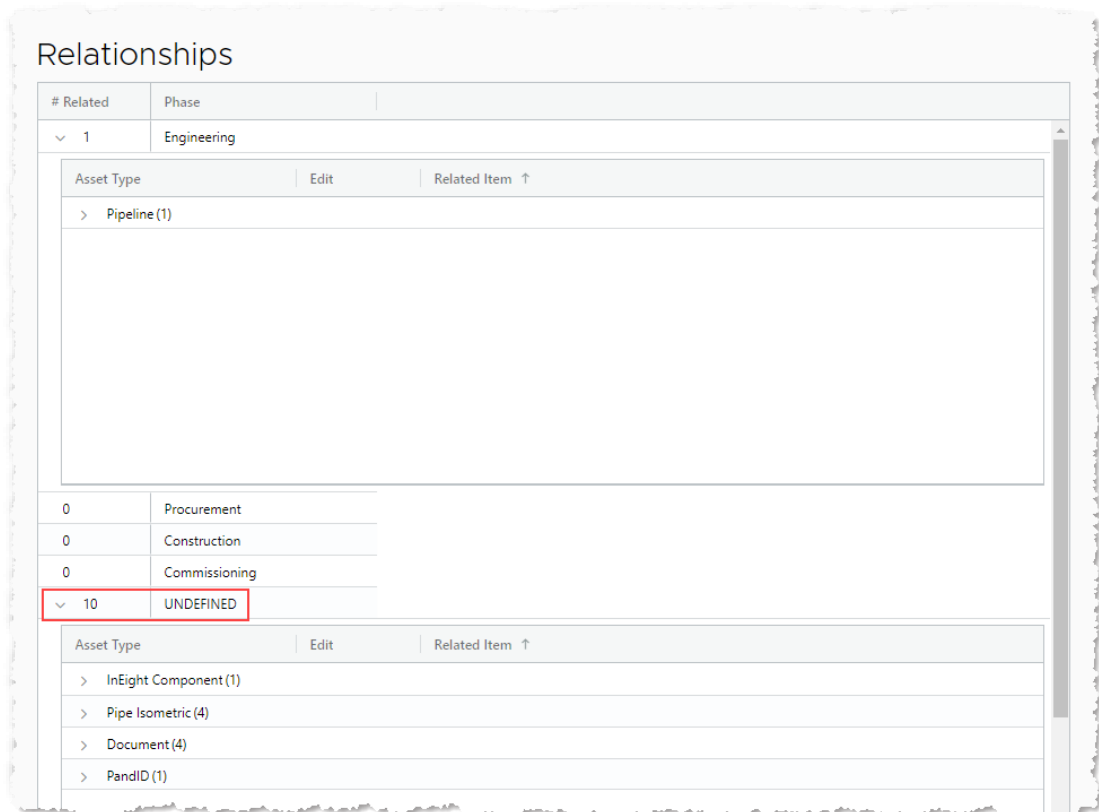 Relationships
# Related Phase
1 Engineering
Asset Type Edit Related Item ↑
Pipeline (1)
0 Procurement
0 Construction
0 Commissioning
10 UNDEFINED
Asset Type Edit Related Item ↑
InEight Component (1)
Pipe Isometric (4)
Document (4)
PandID (1)